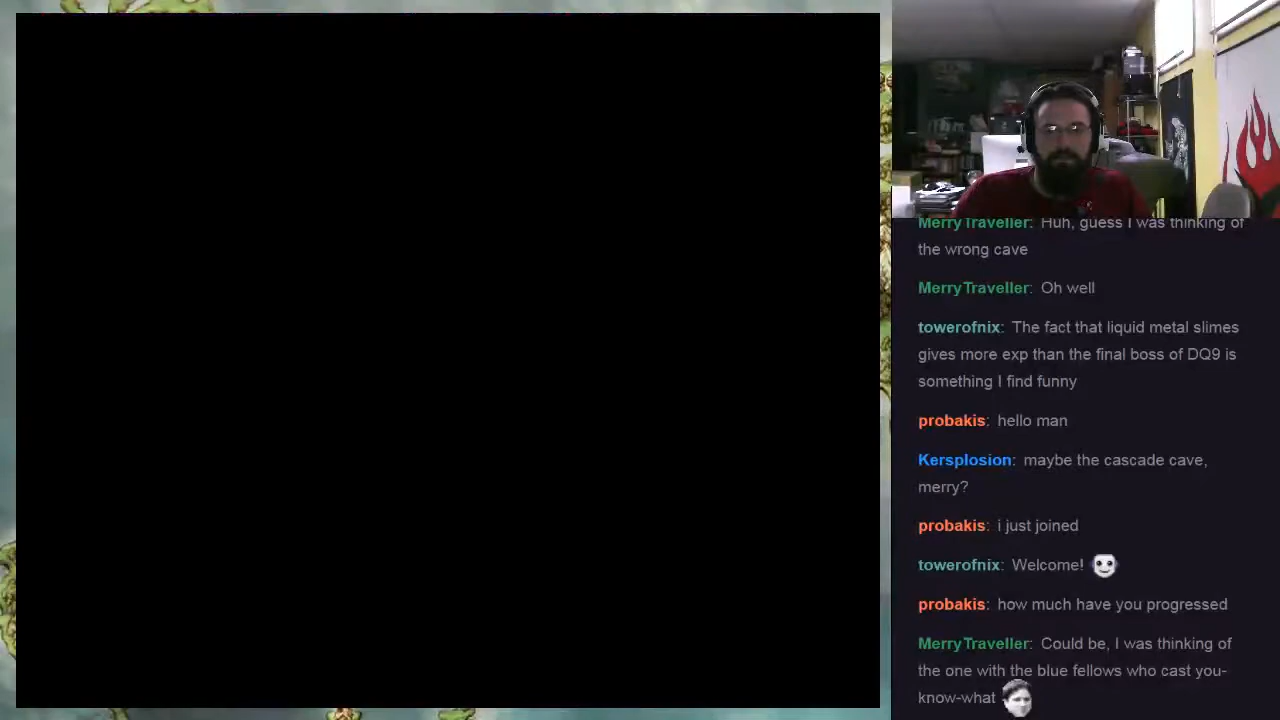 MerryTraveller: Huh, guess I was thinking of
the wrong cave
MerryTraveller: Oh well
towerofnix: The fact that liquid metal slimes
gives more exp than the final boss of DQ9 is
something I find funny
probakis: hello man
Kersplosion: maybe the cascade cave,
merry?
probakis: i just joined
towerofnix: Welcome!
probakis: how much have you progressed
MerryTraveller: Could be, I was thinking of
the one with the blue fellows who cast you-
know-what